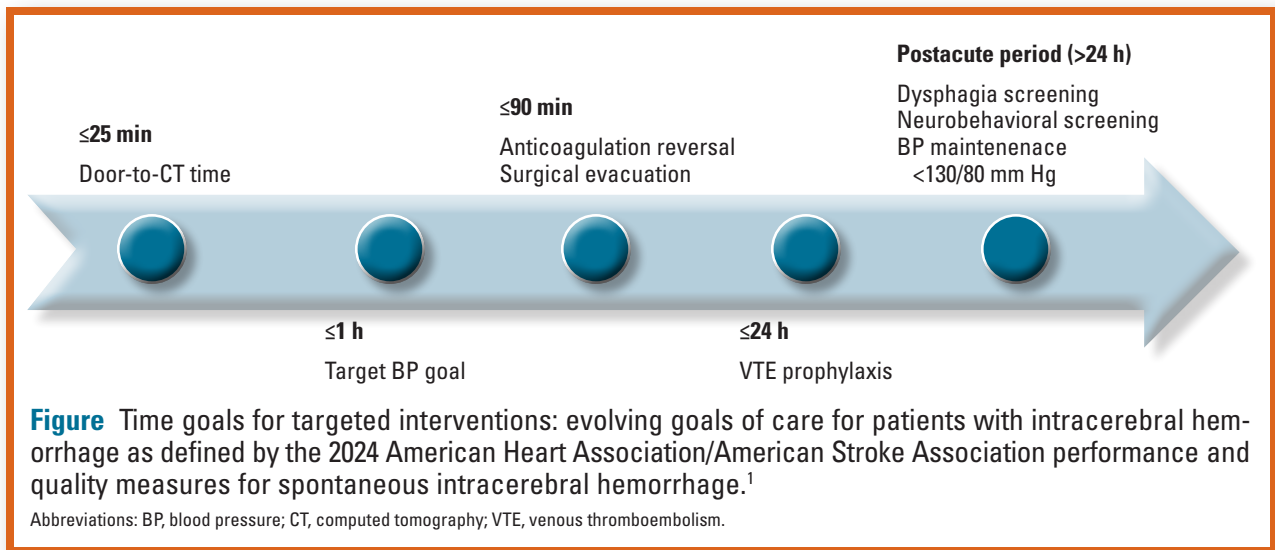 ≤25 min
Door-to-CT time
≤1 h
Target BP goal
≤90 min
Anticoagulation reversal
Surgical evacuation
≤24 h
VTE prophylaxis
Postacute period (>24 h)
Dysphagia screening
Neurobehavioral screening
BP maintenenace
<130/80 mm Hg
Figure Time goals for targeted interventions: evolving goals of care for patients with intracerebral hem-
orrhage as defined by the 2024 American Heart Association/American Stroke Association performance and
quality measures for spontaneous intracerebral hemorrhage.1
Abbreviations: BP, blood pressure; CT, computed tomography; VTE, venous thromboembolism.